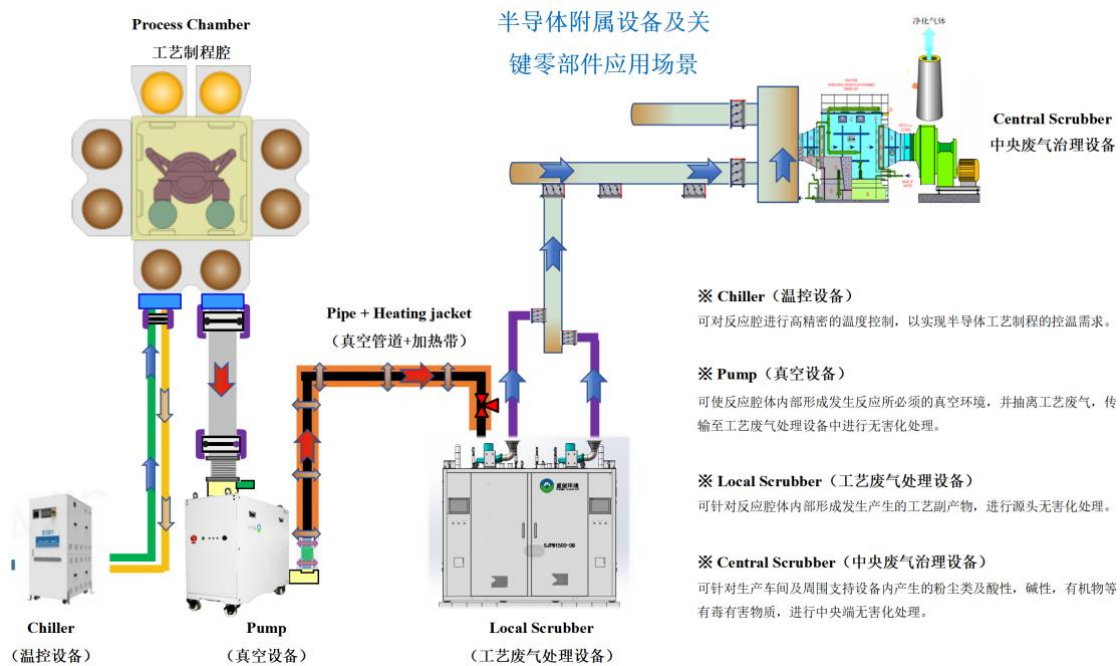 半导体附属设备及关
键零部件应用场景
Process Chamber
工艺制程腔
净化气体
Central Scrubber
中央废气治理设备
Pipe + Heating jacket
（真空管道+加热带）
※ Chiller（温控设备）
可对反应腔进行高精密的温度控制，以实现半导体工艺制程的控温需求。
※ Pump（真空设备）
可使反应腔体内部形成发生反应所必须的真空环境，并抽离工艺废气，传
输至工艺废气处理设备中进行无害化处理。
※ Local Scrubber（工艺废气处理设备）
可针对反应腔体内部形成发生产生的工艺副产物，进行源头无害化处理。
※ Central Scrubber（中央废气治理设备）
可针对生产车间及周围支持设备内产生的粉尘类及酸性，碱性，有机物等
有毒有害物质，进行中央端无害化处理。
Chiller
（温控设备）
Pump
（真空设备）
Local Scrubber
（工艺废气处理设备）